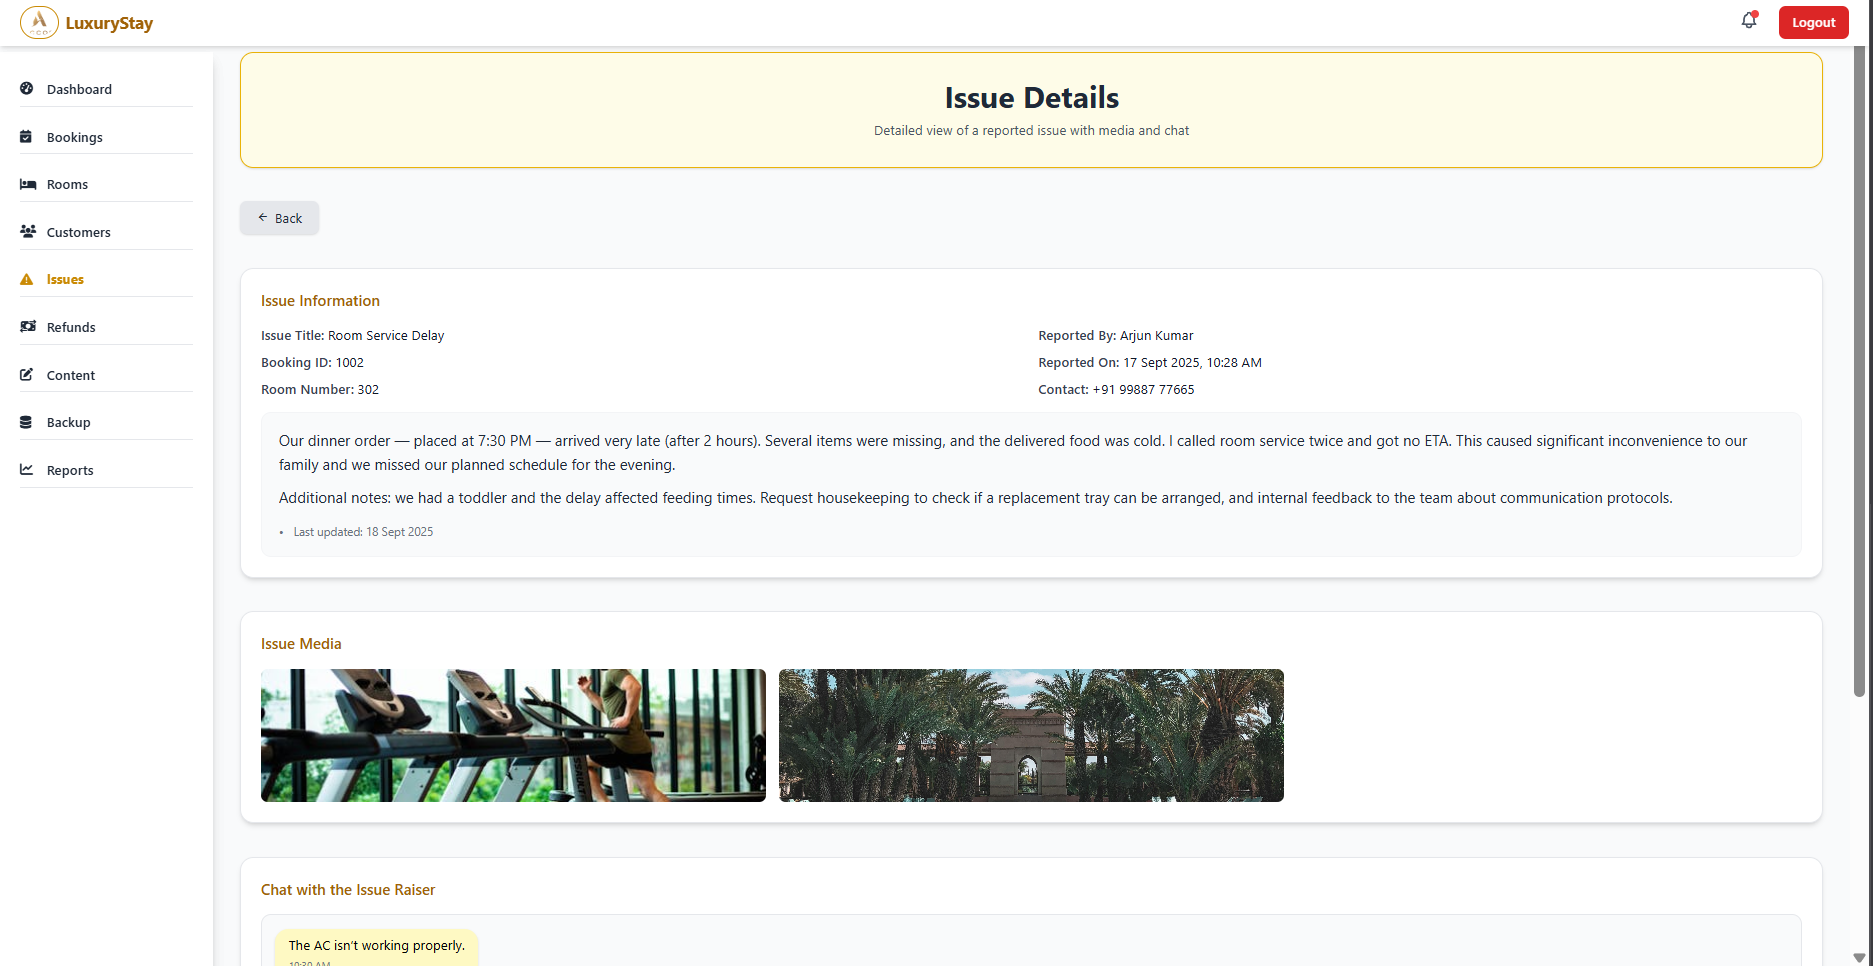 LuxuryStay
Logout
Dashboard
Bookings
Rooms
Customers
Issues
Refunds
Content
Backup
Reports
Issue Details
Detailed view of a reported issue with media and chat
← Back
Issue Information
Issue Title: Room Service Delay
Reported By: Arjun Kumar
Booking ID: 1002
Reported On: 17 Sept 2025, 10:28 AM
Room Number: 302
Contact: +91 99887 77665
Our dinner order — placed at 7:30 PM — arrived very late (after 2 hours). Several items were missing, and the delivered food was cold. I called room service twice and got no ETA. This caused significant inconvenience to our
family and we missed our planned schedule for the evening.
Additional notes: we had a toddler and the delay affected feeding times. Request housekeeping to check if a replacement tray can be arranged, and internal feedback to the team about communication protocols.
• Last updated: 18 Sept 2025
Issue Media
Chat with the Issue Raiser
The AC isn't working properly.
10:30 AM